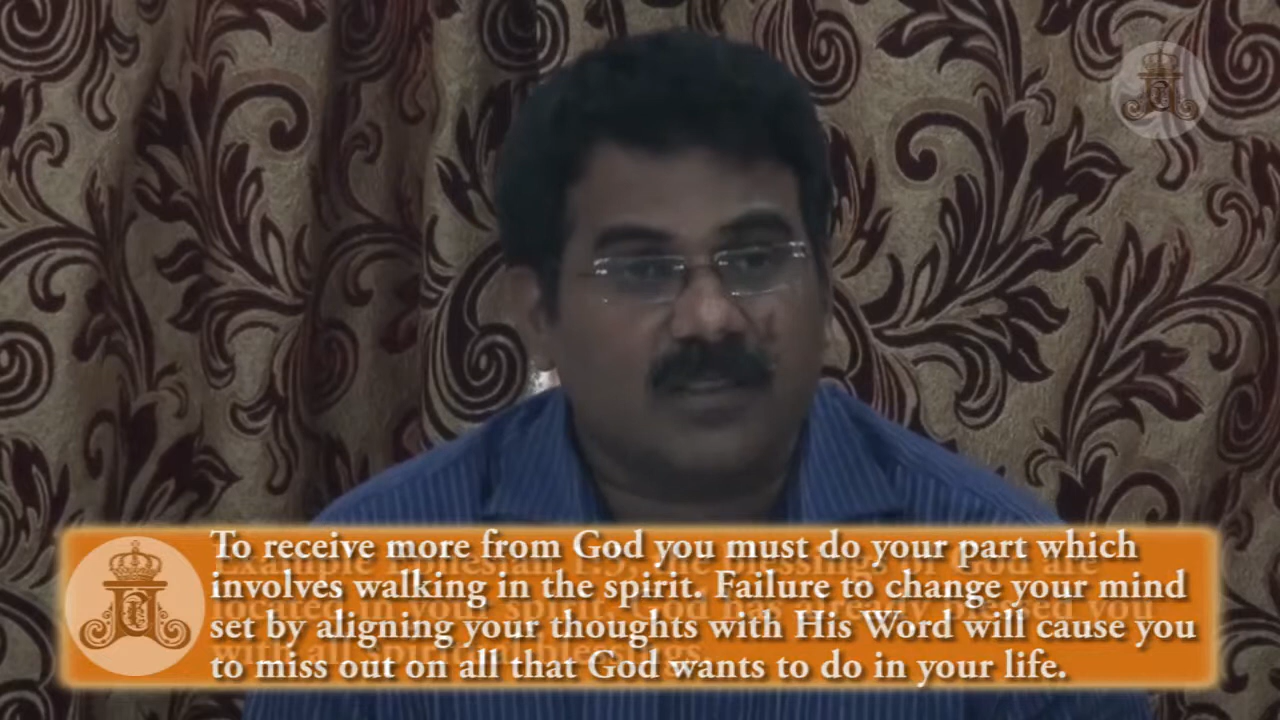 To receive more from God you must do your part which
involves walking in the spirit. Failure to change your mind
set by aligning your thoughts with His Word will cause you
to miss out on all that God wants to do in your life.